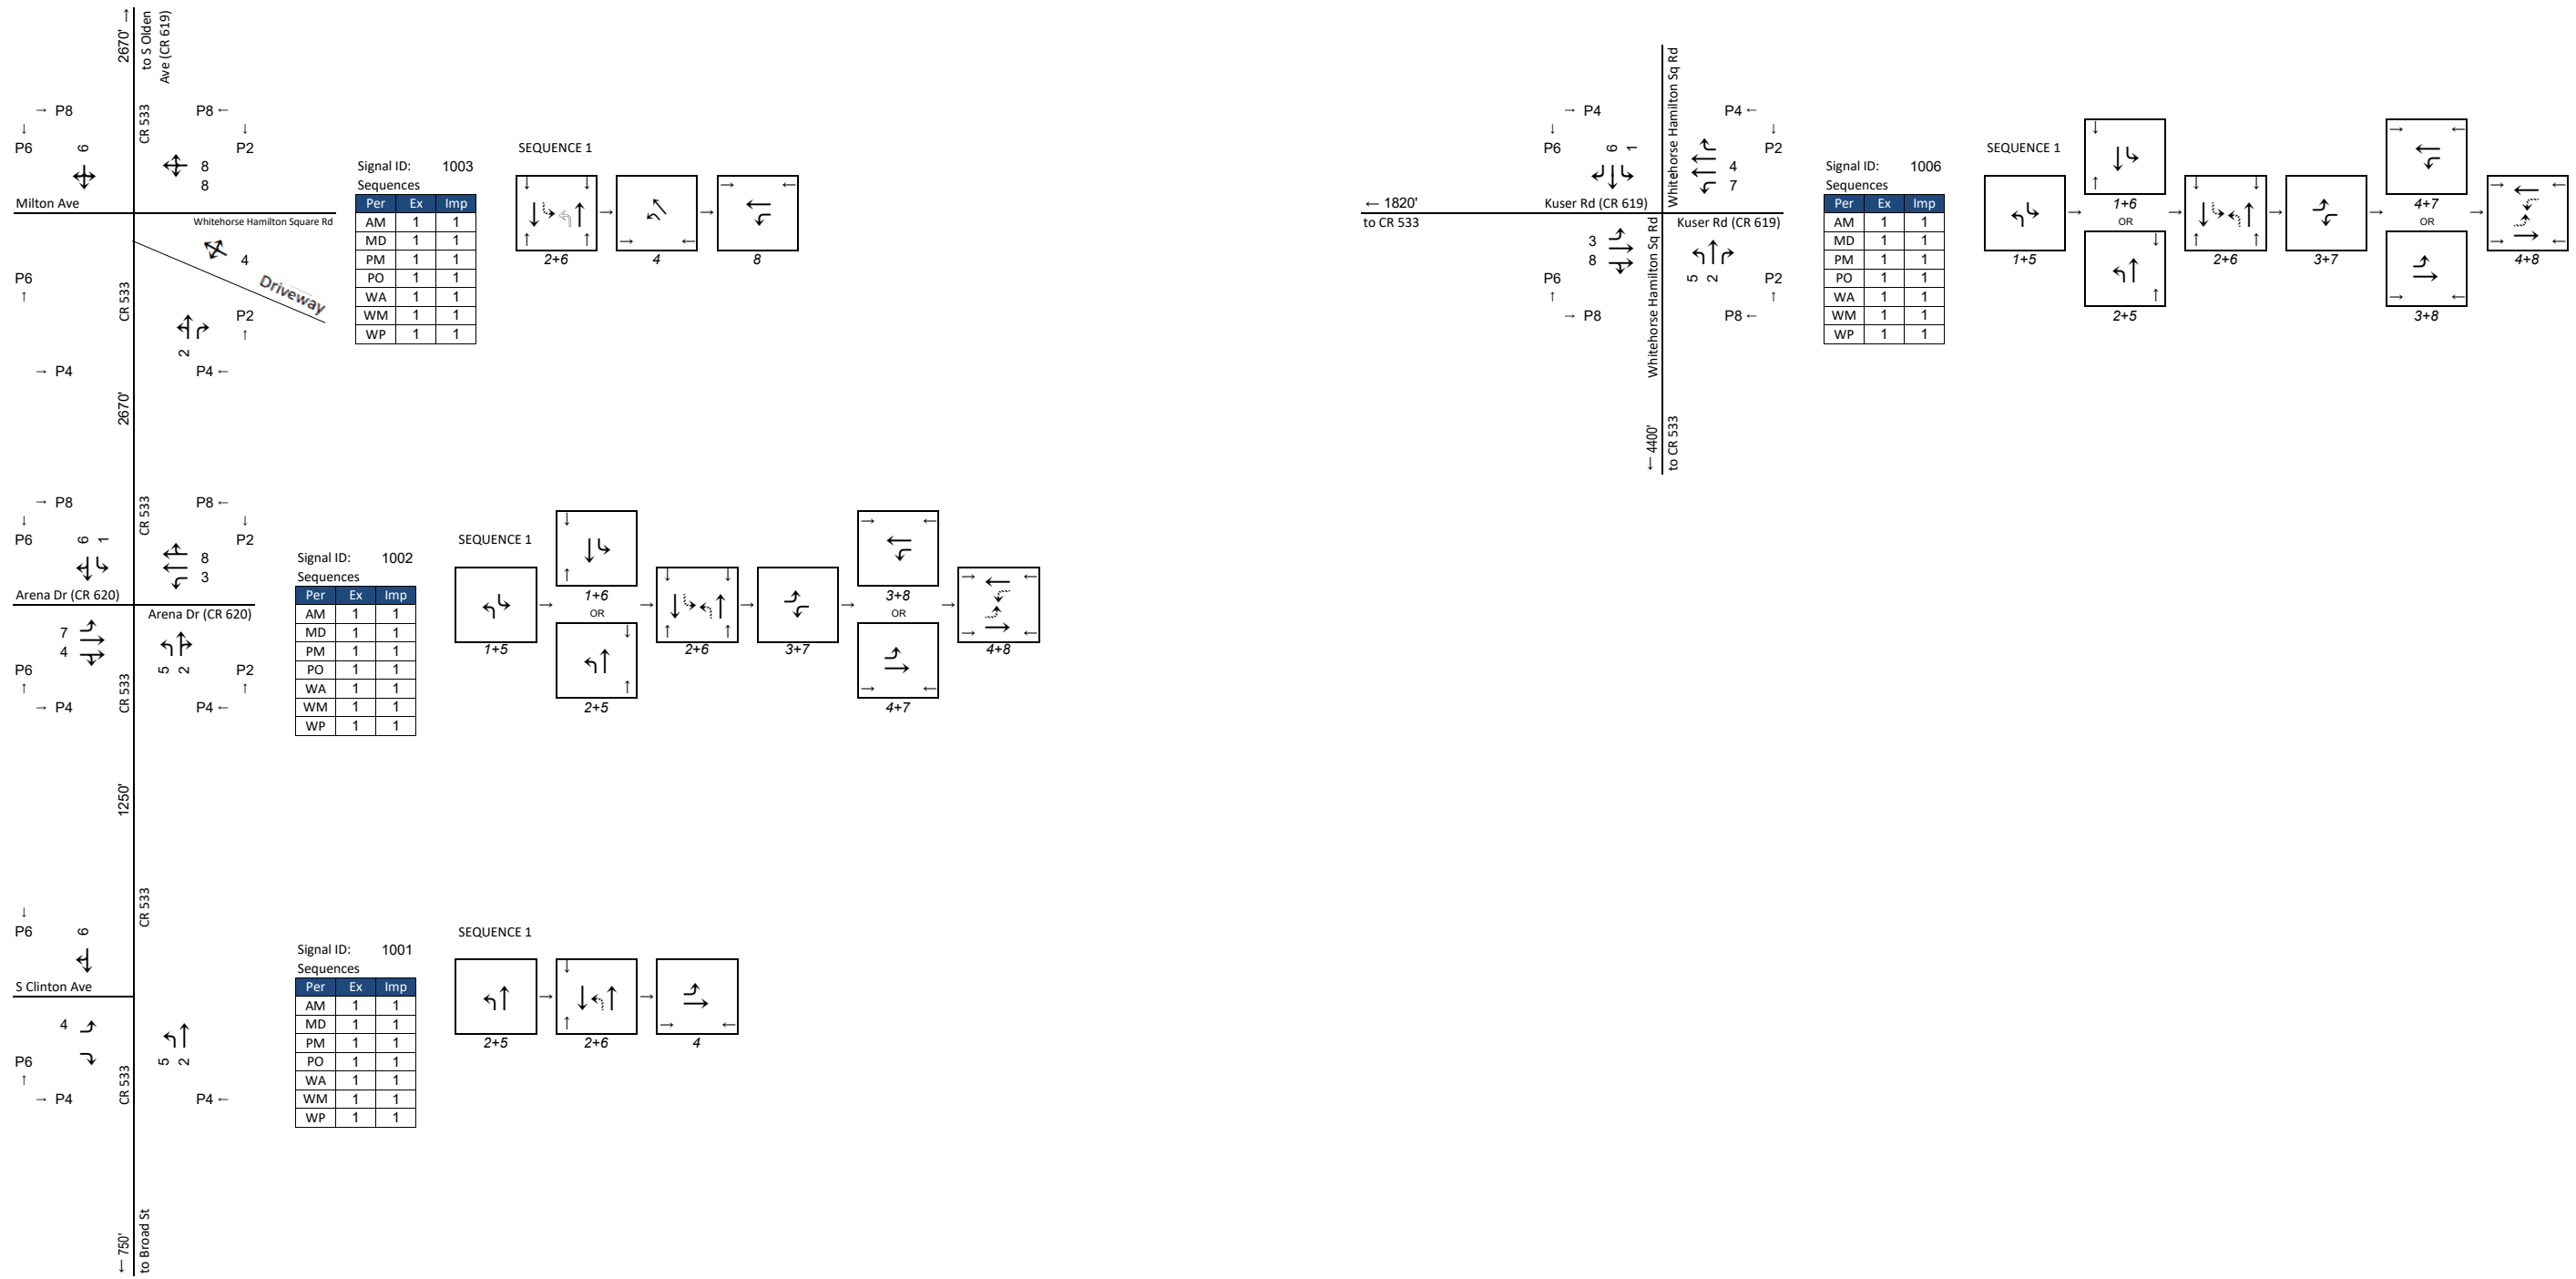 2670' →
to S Olden
Ave (CR 619)
→ P8
CR 533
P8 ←
↓
P6
6
8
8
↓
P2
Milton Ave
Whitehorse Hamilton Square Rd
4
Driveway
P6
↑
CR 533
2
P2
↑
→ P4
P4 ←
2670'
Signal ID: 1003
Sequences
Per Ex Imp
AM 1 1
MD 1 1
PM 1 1
PO 1 1
WA 1 1
WM 1 1
WP 1 1
SEQUENCE 1
2+6
4
8
→ P8
CR 533
P8 ←
↓
P6
6 1
8
3
↓
P2
Arena Dr (CR 620)
Arena Dr (CR 620)
7
4
5 2
P6
↑
CR 533
P2
↑
→ P4
P4 ←
1250'
Signal ID: 1002
Sequences
Per Ex Imp
AM 1 1
MD 1 1
PM 1 1
PO 1 1
WA 1 1
WM 1 1
WP 1 1
SEQUENCE 1
1+5
1+6
OR
2+5
2+6
3+7
3+8
OR
4+7
4+8
CR 533
↓
P6
6
S Clinton Ave
4
5 2
P6
↑
CR 533
→ P4
P4 ←
← 750'
to Broad St
Signal ID: 1001
Sequences
Per Ex Imp
AM 1 1
MD 1 1
PM 1 1
PO 1 1
WA 1 1
WM 1 1
WP 1 1
SEQUENCE 1
2+5
2+6
4
Whitehorse Hamilton Sq Rd
→ P4
P4 ←
↓
P6
6 1
4
7
↓
P2
← 1820'
to CR 533
Kuser Rd (CR 619)
Kuser Rd (CR 619)
3
8
5 2
P6
↑
Whitehorse Hamilton Sq Rd
P2
↑
→ P8
P8 ←
← 4400'
to CR 533
Signal ID: 1006
Sequences
Per Ex Imp
AM 1 1
MD 1 1
PM 1 1
PO 1 1
WA 1 1
WM 1 1
WP 1 1
SEQUENCE 1
1+5
1+6
OR
2+5
2+6
3+7
4+7
OR
3+8
4+8